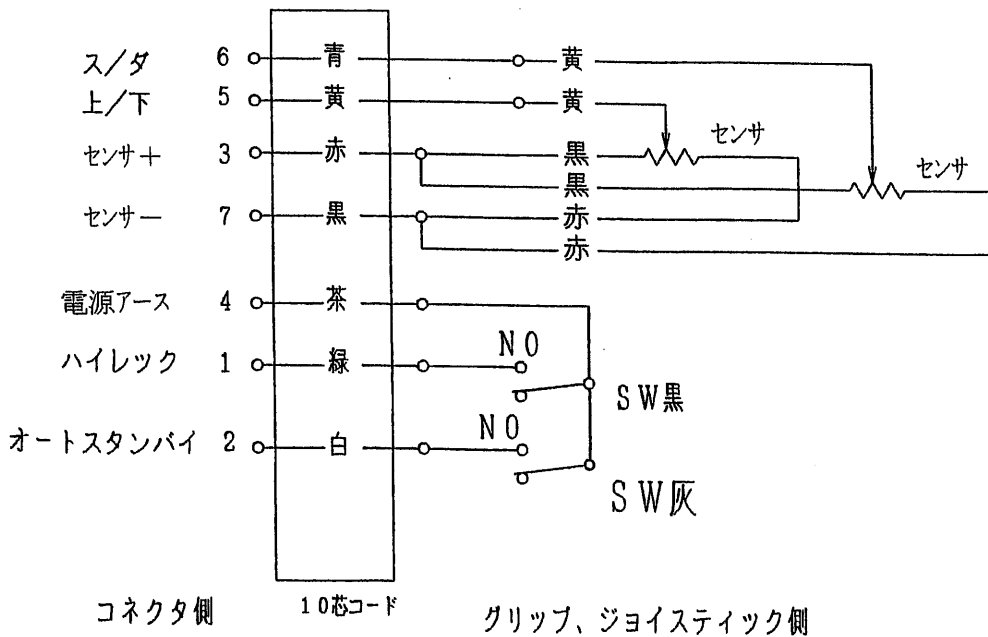 ス/ダ 6 青 黄
上/下 5 黄 黄
センサ
センサ+ 3 赤 黒
センサ
黒
センサー 7 黒 赤
赤
電源アース 4 茶
NO
ハイレック 1 緑
SW黒
NO
オートスタンバイ 2 白
SW灰
コネクタ側 10芯コード グリップ、ジョイスティック側